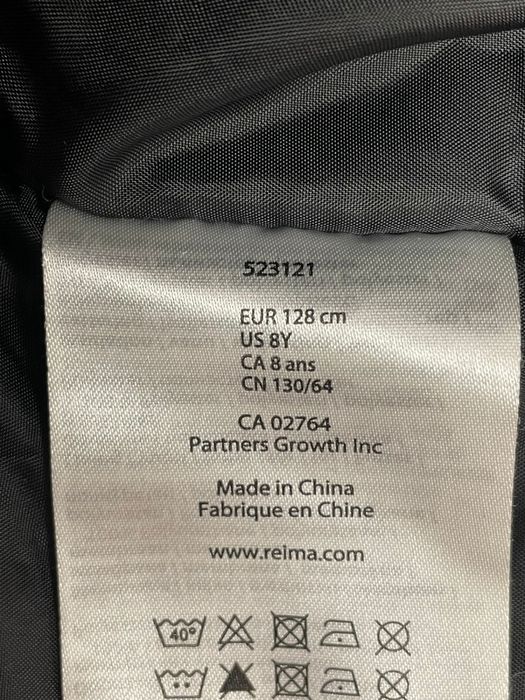 523121
EUR 128 cm
US 8Y
CA 8 ans
CN 130/64
CA 02764
Partners Growth Inc
Made in China
Fabrique en Chine
www.reima.com
40°